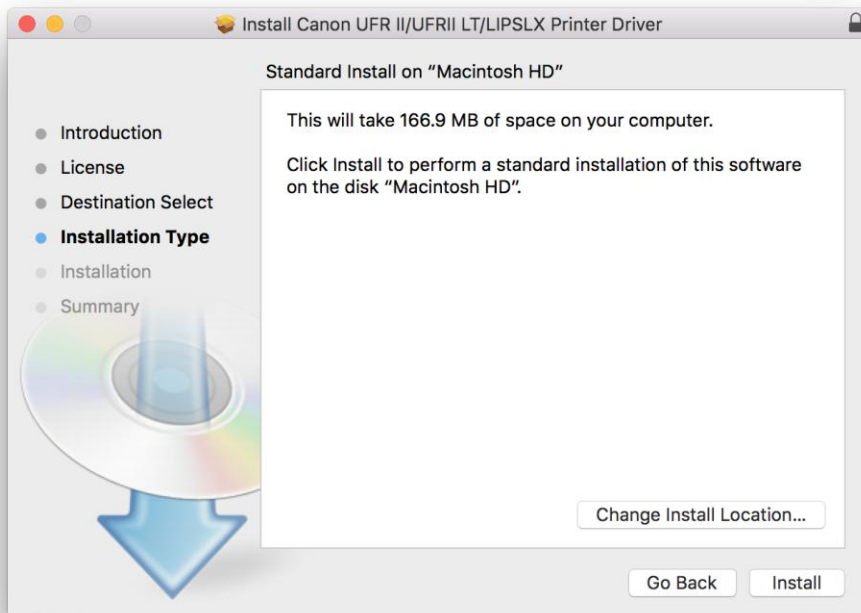 Install Canon UFR II/UFRII LT/LIPSLX Printer Driver
Standard Install on “Macintosh HD”
Introduction
License
Destination Select
Installation Type
Installation
Summary
This will take 166.9 MB of space on your computer.
Click Install to perform a standard installation of this software
on the disk “Macintosh HD”.
Change Install Location...
Go Back
Install